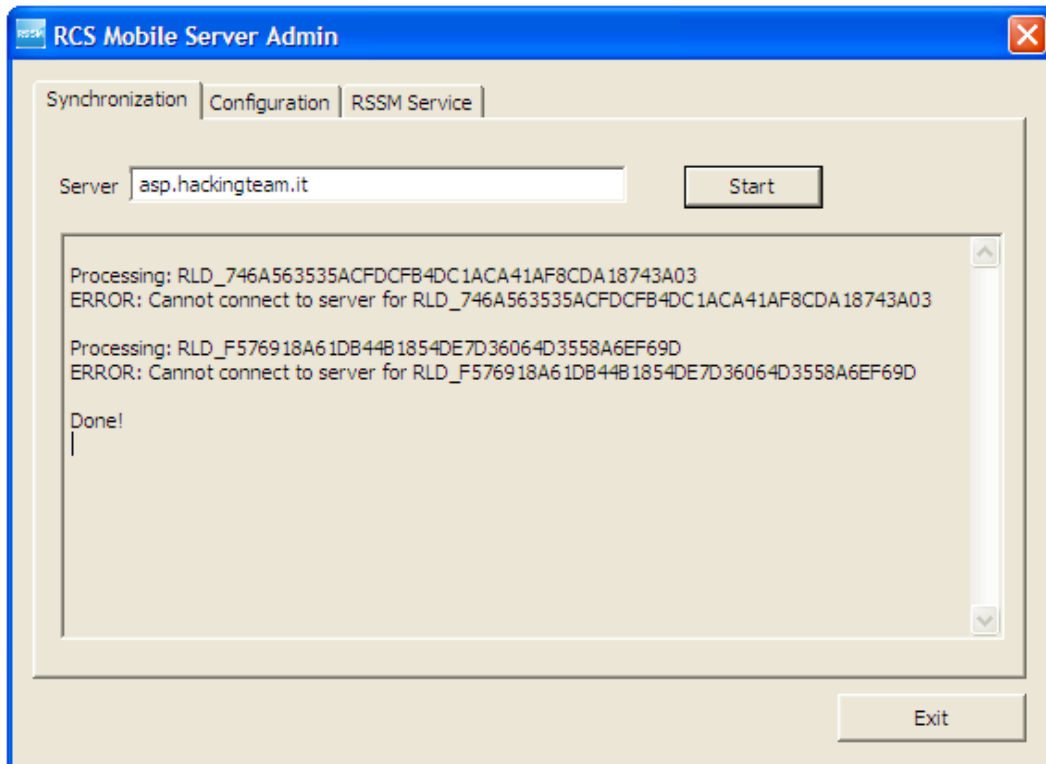 RSSM RCS Mobile Server Admin
Synchronization Configuration RSSM Service
Server asp.hackingteam.it Start
Processing: RLD_746A563535ACFDCFB4DC1ACA41AF8CDA18743A03
ERROR: Cannot connect to server for RLD_746A563535ACFDCFB4DC1ACA41AF8CDA18743A03
Processing: RLD_F576918A61DB44B1854DE7D36064D3558A6EF69D
ERROR: Cannot connect to server for RLD_F576918A61DB44B1854DE7D36064D3558A6EF69D
Done!
Exit